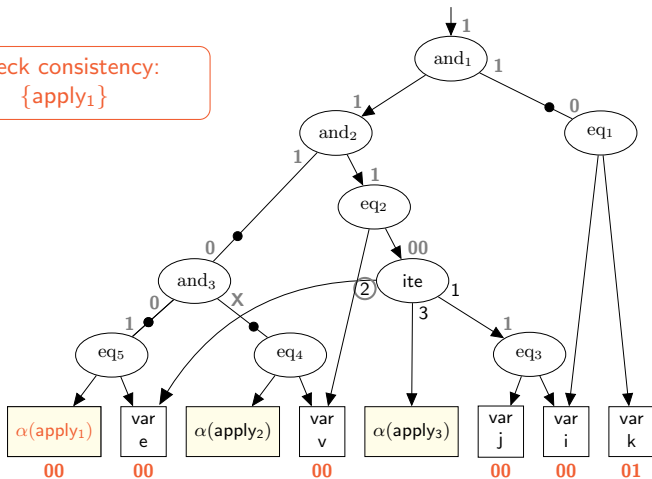 eck consistency:
{apply₁}
1
and₁
1
1
0
and₂
eq₁
1
1
eq₂
0
00
and₃
ite
2
1
0
X
3
1
1
eq₅
eq₄
eq₃
α(apply₁)
var
e
α(apply₂)
var
v
α(apply₃)
var
j
var
i
var
k
00
00
00
00
00
01